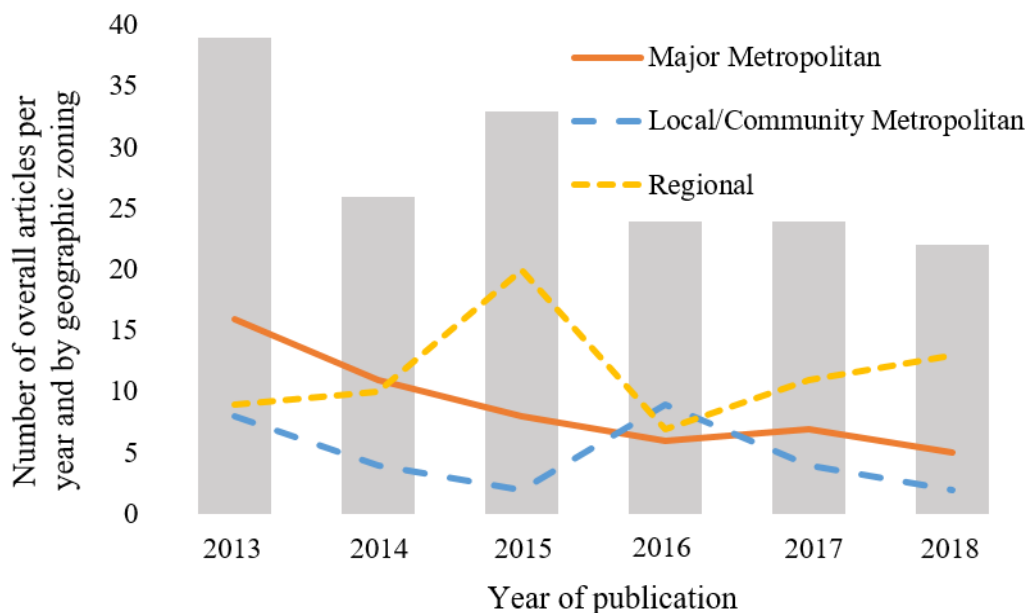 Number of overall articles per
year and by geographic zoning
40
35
30
25
20
15
10
5
0
Major Metropolitan
Local/Community Metropolitan
Regional
2013 2014 2015 2016 2017 2018
Year of publication